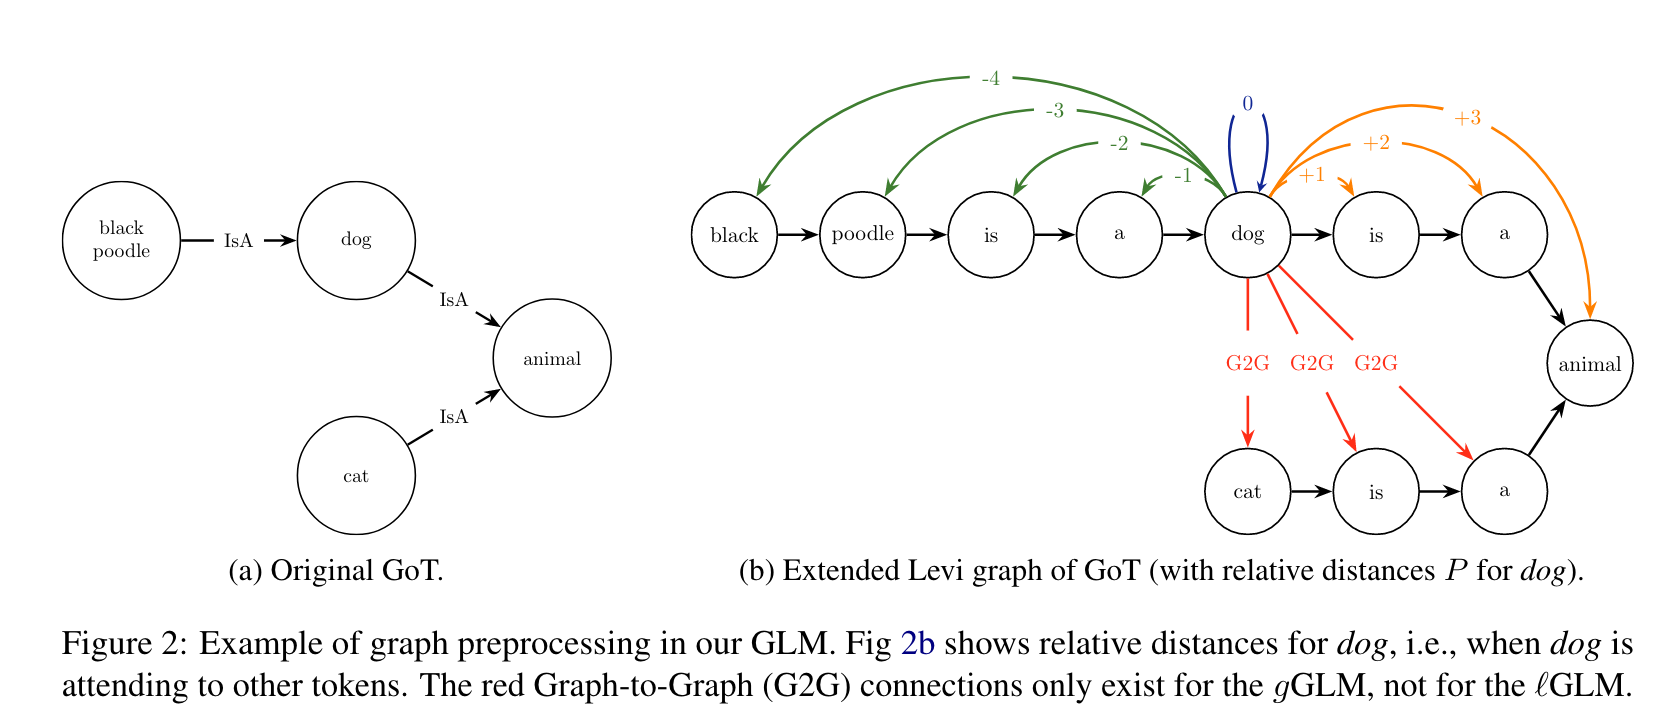 black
poodle
IsA
dog
IsA
animal
IsA
cat
(a) Original GoT.
-4
-3
-2
-1
0
+1
+2
+3
black
poodle
is
a
dog
is
a
G2G
G2G
G2G
animal
cat
is
a
(b) Extended Levi graph of GoT (with relative distances P for dog).
Figure 2: Example of graph preprocessing in our GLM. Fig 2b shows relative distances for dog, i.e., when dog is
attending to other tokens. The red Graph-to-Graph (G2G) connections only exist for the gGLM, not for the ℓGLM.